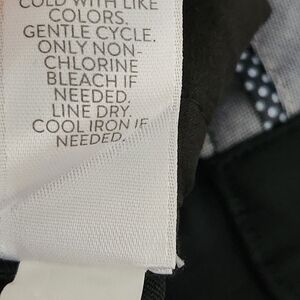 COLD WITH LIKE
COLORS.
GENTLE CYCLE.
ONLY NON-
CHLORINE
BLEACH IF
NEEDED.
LINE DRY.
COOL IRON IF
NEEDED.